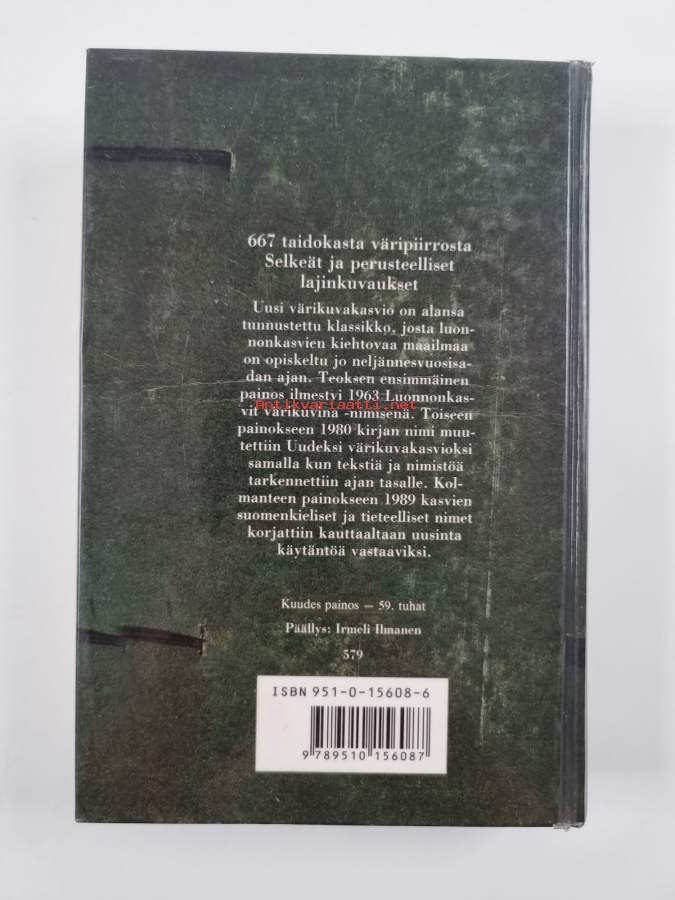 667 taidokasta väripiirrosta
Selkeät ja perusteelliset
lajinkuvaukset
Uusi värikuvakasvio on alansa
tunnustettu klassikko, josta luon-
nonkasvien kiehtovaa maailmaa
on opiskeltu jo neljännesvuosisa-
dan ajan. Teoksen ensimmäinen
painos ilmestyi 1963 Luonnonkas-
vit värikuvina -nimisenä. Toiseen
painokseen 1980 kirjan nimi muu-
tettiin Uudeksi värikuvakasvioksi
samalla kun tekstiä ja nimistöä
tarkennettiin ajan tasalle. Kol-
manteen painokseen 1989 kasvien
suomenkieliset ja tieteelliset nimet
korjattiin kauttaaltaan uusinta
käytäntöä vastaaviksi.
Antikvariaatti.net
Kuudes painos — 59. tuhat
Päällys: Irmeli Ilmanen
579
ISBN 951-0-15608-6
9 789510 156087